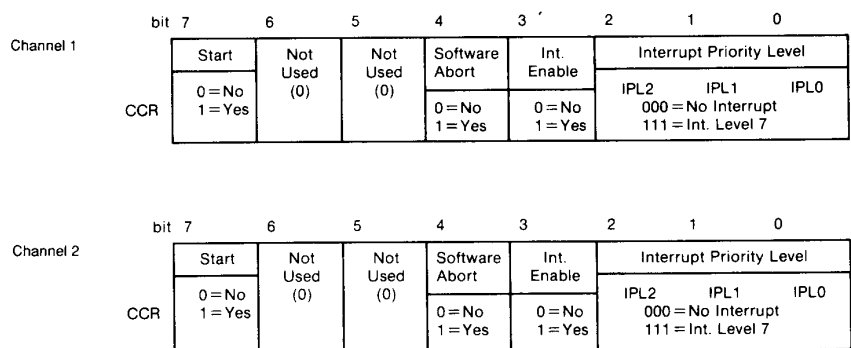 bit 7 6 5 4 3 2 1 0
Channel 1
Start Not Used (0) Not Used (0) Software Abort Int. Enable Interrupt Priority Level
CCR 0 = No 1 = Yes 0 = No 1 = Yes 0 = No 1 = Yes IPL2 IPL1 IPL0
000 = No Interrupt
111 = Int. Level 7
bit 7 6 5 4 3 2 1 0
Channel 2
Start Not Used (0) Not Used (0) Software Abort Int. Enable Interrupt Priority Level
CCR 0 = No 1 = Yes 0 = No 1 = Yes 0 = No 1 = Yes IPL2 IPL1 IPL0
000 = No Interrupt
111 = Int. Level 7